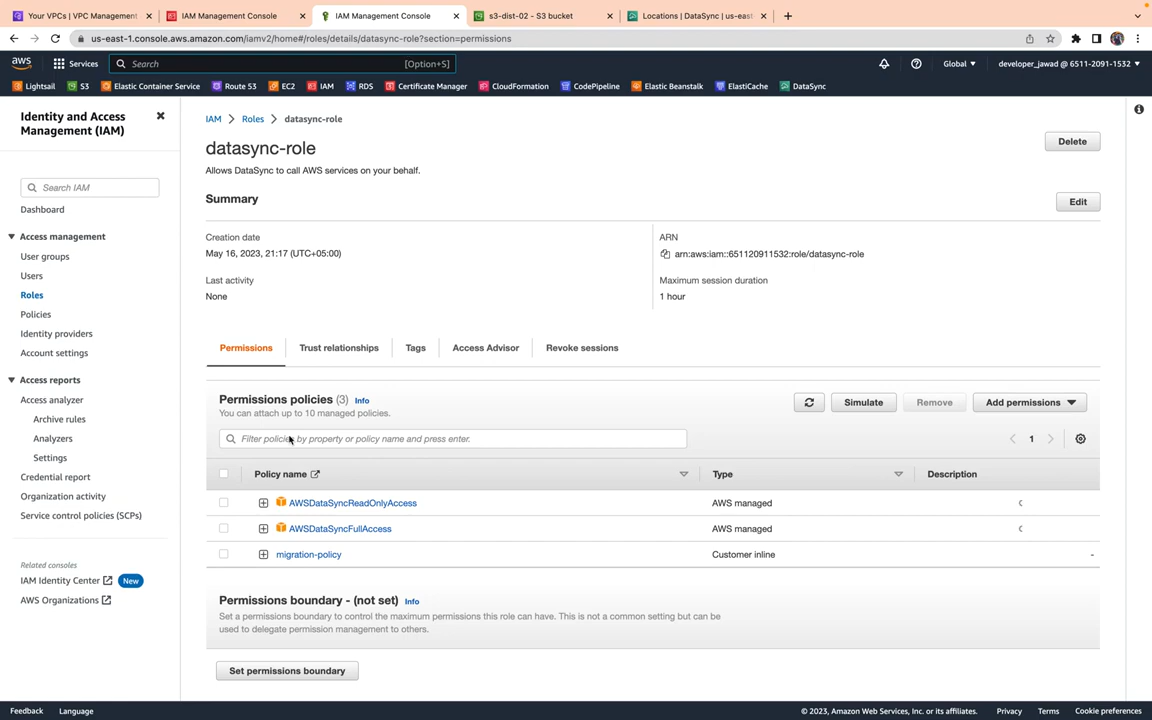 Your VPCs | VPC Management
IAM Management Console
IAM Management Console
s3-dist-02 - S3 bucket
Locations | DataSync | us-eas
us-east-1.console.aws.amazon.com/iamv2/home#/roles/details/datasync-role?section=permissions
aws
Services
Search
[Option+S]
Global
developer_jawad @ 6511-2091-1532
Lightsail
S3
Elastic Container Service
Route 53
EC2
IAM
RDS
Certificate Manager
CloudFormation
CodePipeline
Elastic Beanstalk
ElastiCache
DataSync
Identity and Access
Management (IAM)
Search IAM
Dashboard
Access management
User groups
Users
Roles
Policies
Identity providers
Account settings
Access reports
Access analyzer
Archive rules
Analyzers
Settings
Credential report
Organization activity
Service control policies (SCPs)
Related consoles
IAM Identity Center
New
AWS Organizations
IAM > Roles > datasync-role
datasync-role
Delete
Allows DataSync to call AWS services on your behalf.
Summary
Edit
Creation date
May 16, 2023, 21:17 (UTC+05:00)
ARN
arn:aws:iam::651120911532:role/datasync-role
Last activity
None
Maximum session duration
1 hour
Permissions
Trust relationships
Tags
Access Advisor
Revoke sessions
Permissions policies (3)
Info
You can attach up to 10 managed policies.
Simulate
Remove
Add permissions
Filter policies by property or policy name and press enter.
1
Policy name
Type
Description
AWSDataSyncReadOnlyAccess
AWS managed
AWSDataSyncFullAccess
AWS managed
migration-policy
Customer inline
-
Permissions boundary - (not set)
Info
Set a permissions boundary to control the maximum permissions this role can have. This is not a common setting but can be
used to delegate permission management to others.
Set permissions boundary
Feedback
Language
© 2023, Amazon Web Services, Inc. or its affiliates.
Privacy
Terms
Cookie preferences